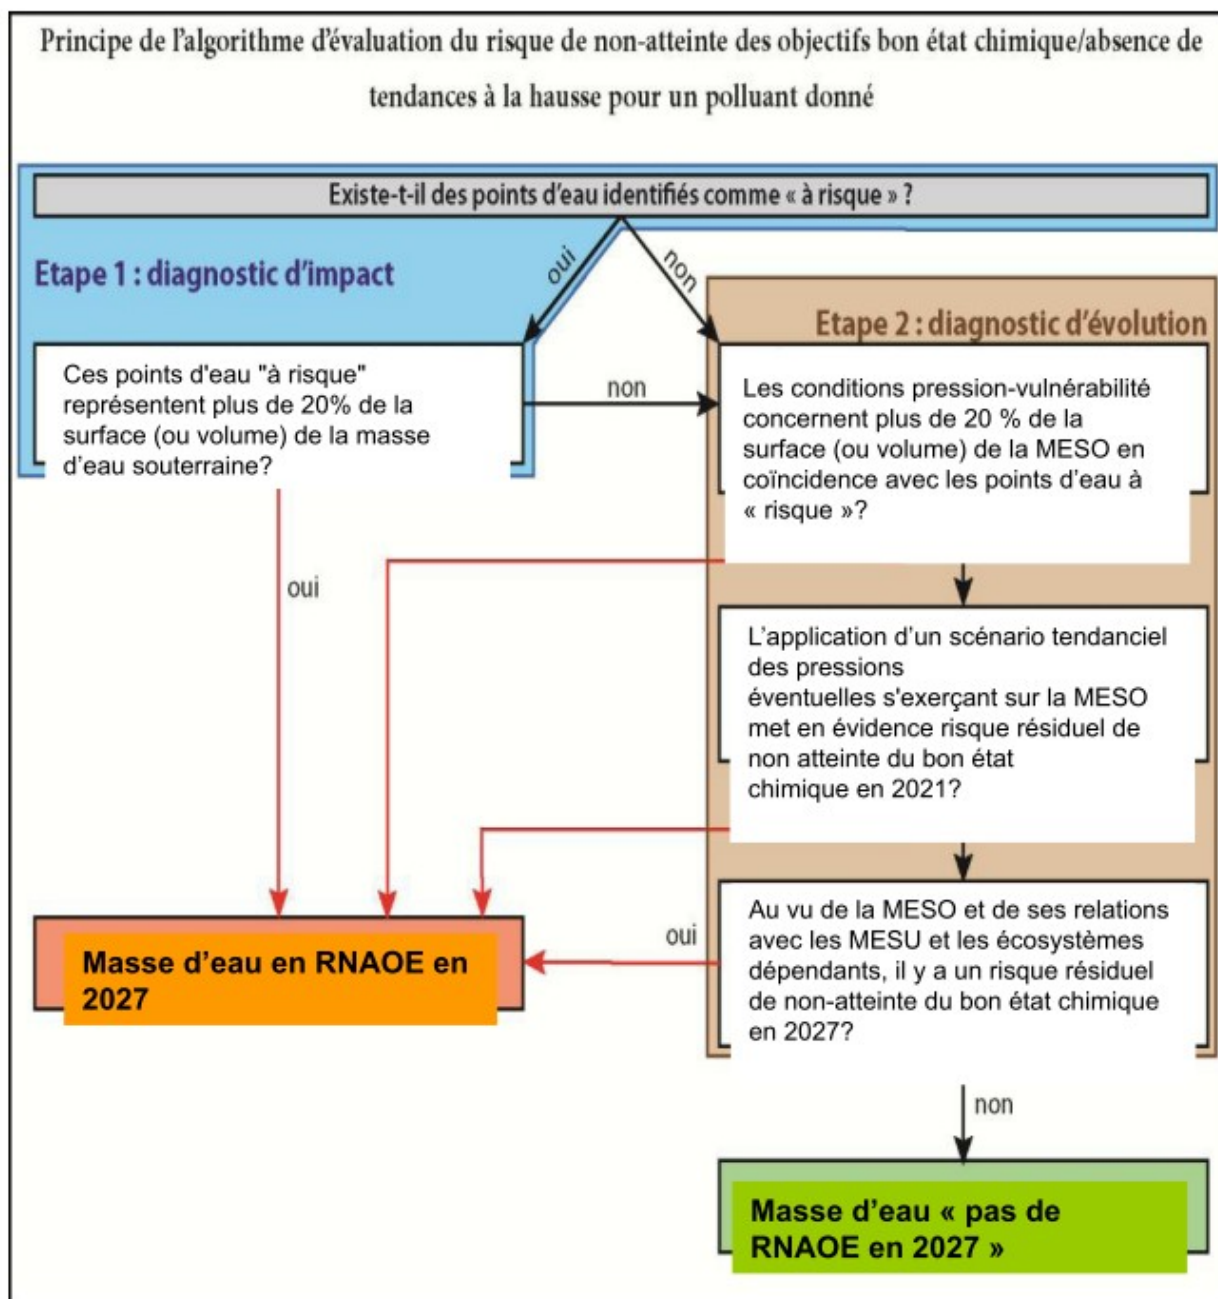 Principe de l'algorithme d'évaluation du risque de non-atteinte des objectifs bon état chimique/absence de
tendances à la hausse pour un polluant donné
Existe-t-il des points d'eau identifiés comme « à risque » ?
oui
non
Etape 1 : diagnostic d'impact
Etape 2 : diagnostic d'évolution
Ces points d'eau "à risque"
représentent plus de 20% de la
surface (ou volume) de la masse
d'eau souterraine?
non
Les conditions pression-vulnérabilité
concernent plus de 20 % de la
surface (ou volume) de la MESO en
coïncidence avec les points d'eau à
« risque »?
oui
L'application d'un scénario tendanciel
des pressions
éventuelles s'exerçant sur la MESO
met en évidence risque résiduel de
non atteinte du bon état
chimique en 2021?
Au vu de la MESO et de ses relations
avec les MESU et les écosystèmes
dépendants, il y a un risque résiduel
de non-atteinte du bon état chimique
en 2027?
oui
Masse d'eau en RNAOE en
2027
non
Masse d'eau « pas de
RNAOE en 2027 »